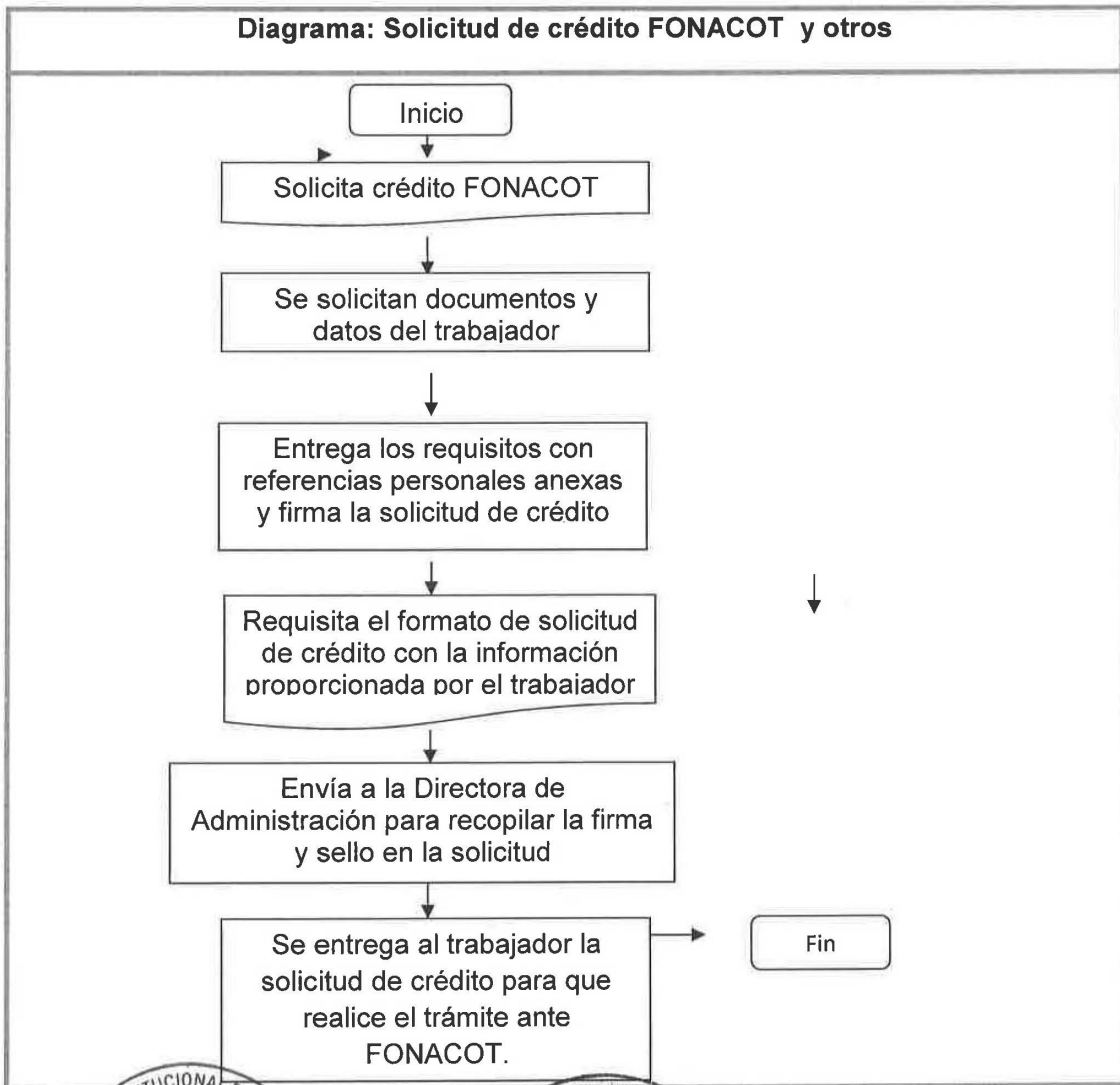 Diagrama: Solicitud de crédito FONACOT y otros
Inicio
Solicita crédito FONACOT
Se solicitan documentos y
datos del trabajador
Entrega los requisitos con
referencias personales anexas
y firma la solicitud de crédito
Requisita el formato de solicitud
de crédito con la información
proporcionada por el trabajador
Envía a la Directora de
Administración para recopilar la firma
y sello en la solicitud
Se entrega al trabajador la
solicitud de crédito para que
realice el trámite ante
FONACOT.
Fin